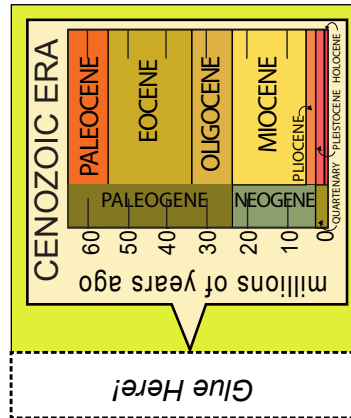 CENOZOIC ERA
PALEOCENE
EOCENE
OLIGOCENE
MIOCENE
PLIOCENE
PLEISTOCENE
HOLOCENE
PALEOGENE
NEOGENE
QUARTENARY
60
50
40
30
20
10
0
millions of years ago
Glue Here!